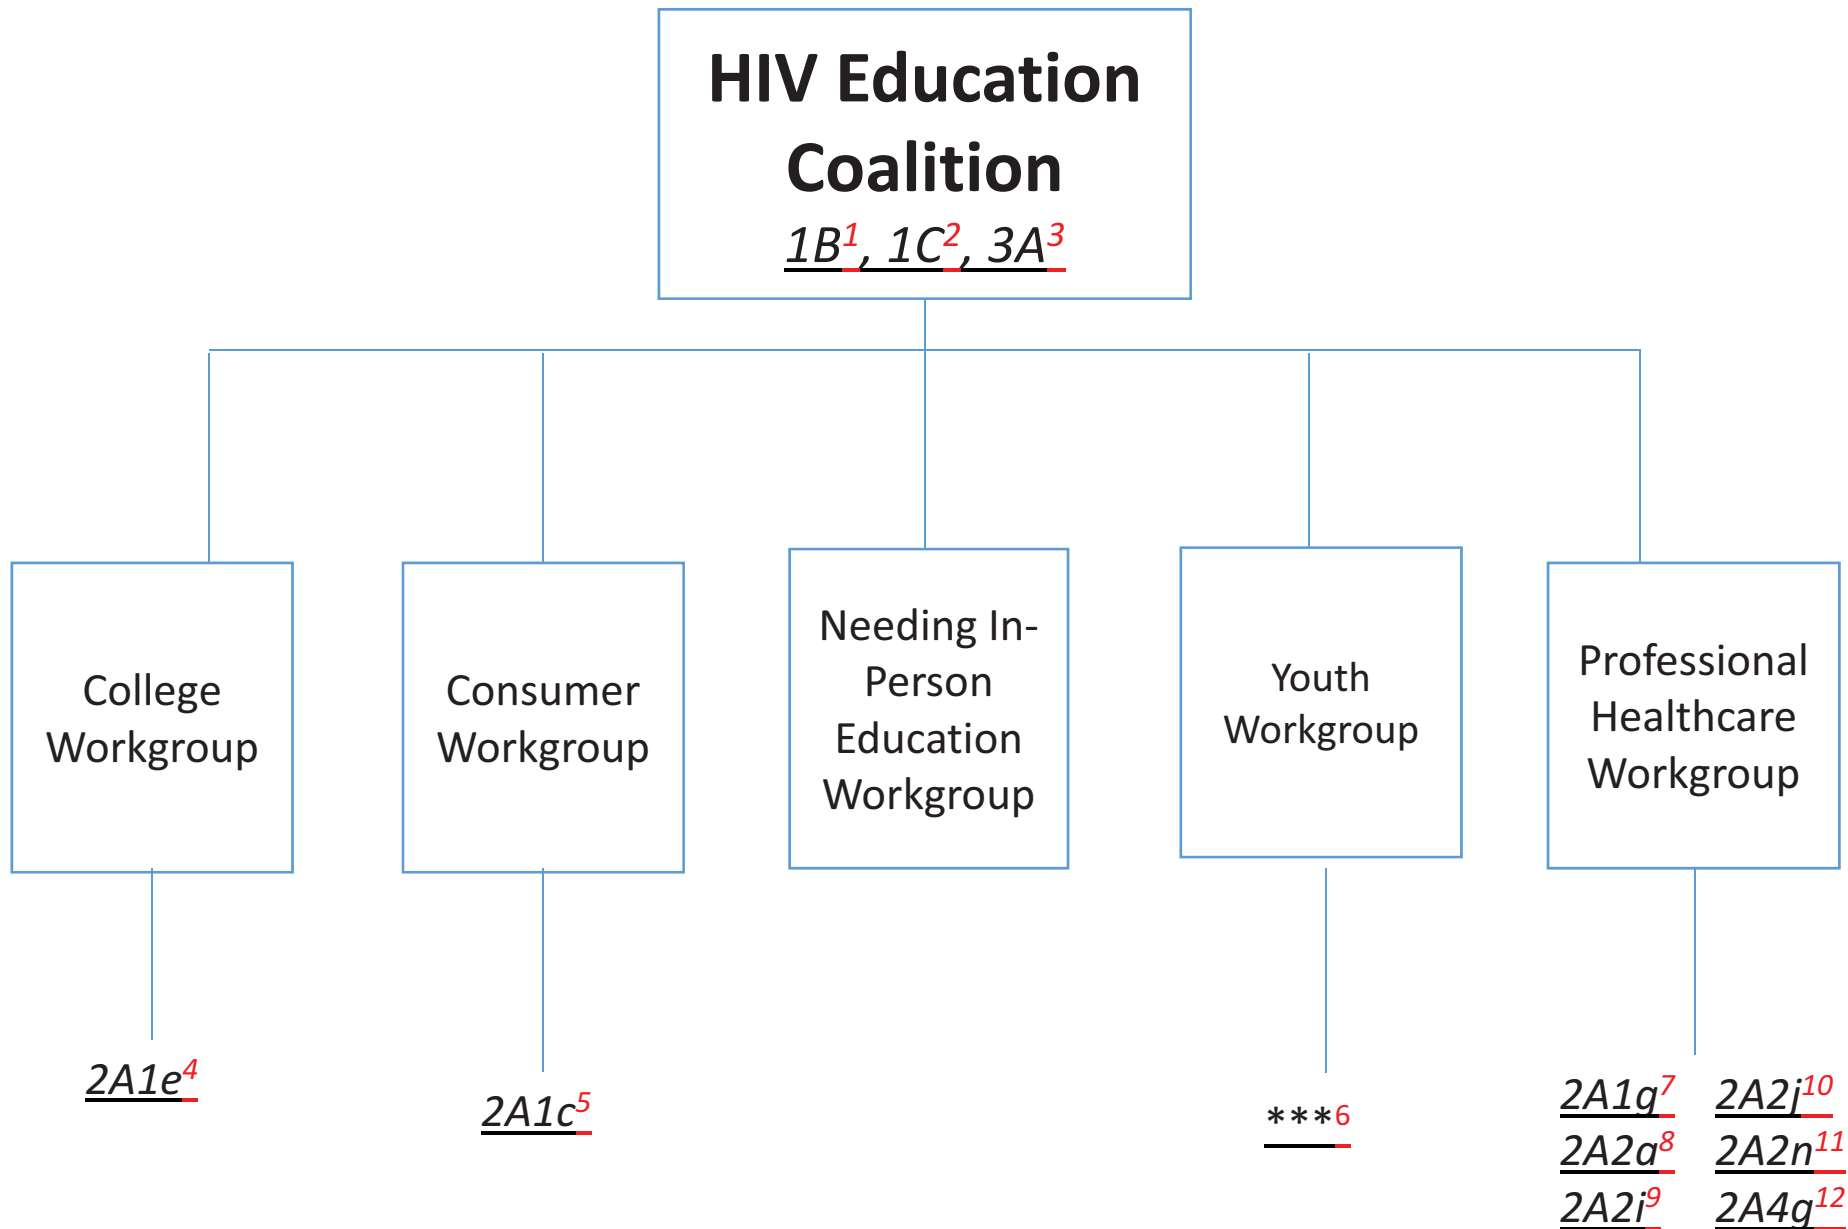 HIV Education
Coalition
1B1, 1C2, 3A3
College
Workgroup
Consumer
Workgroup
Needing In-
Person
Education
Workgroup
Youth
Workgroup
Professional
Healthcare
Workgroup
2A1e4
2A1c5
***6
2A1g7 2A2j10
2A2a8 2A2n11
2A2i9 2A4g12